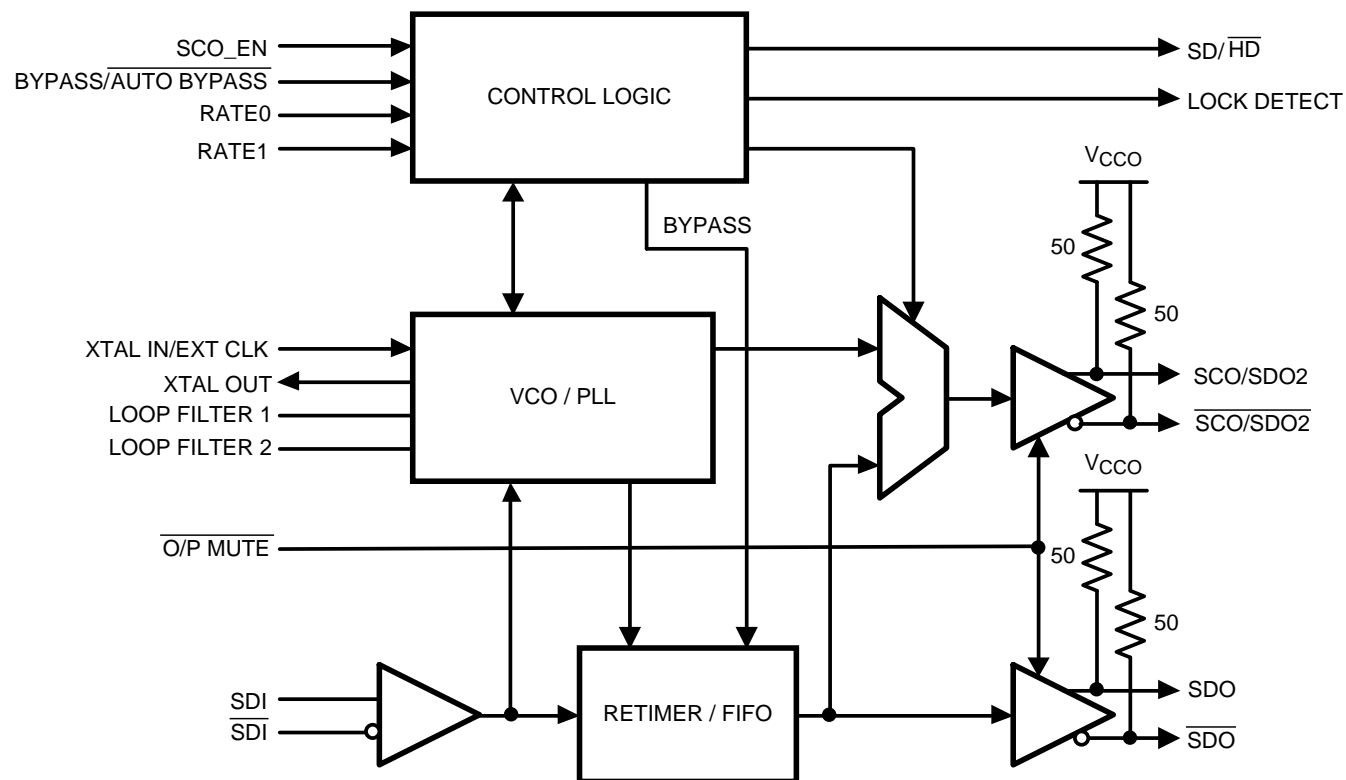 SCO_EN
BYPASS/AUTO BYPASS
RATE0
RATE1
CONTROL LOGIC
SD/HD
LOCK DETECT
BYPASS
VCCO
50
50
XTAL IN/EXT CLK
XTAL OUT
LOOP FILTER 1
LOOP FILTER 2
VCO / PLL
SCO/SDO2
SCO/SDO2
VCCO
O/P MUTE
50
50
SDI
SDI
RETIMER / FIFO
SDO
SDO